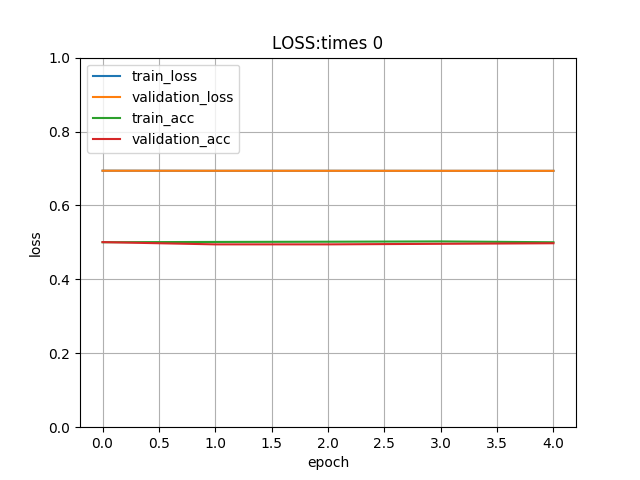 LOSS:times 0
1.0
0.8
0.6
0.4
0.2
0.0
loss
train_loss
validation_loss
train_acc
validation_acc
0.0 0.5 1.0 1.5 2.0 2.5 3.0 3.5 4.0
epoch